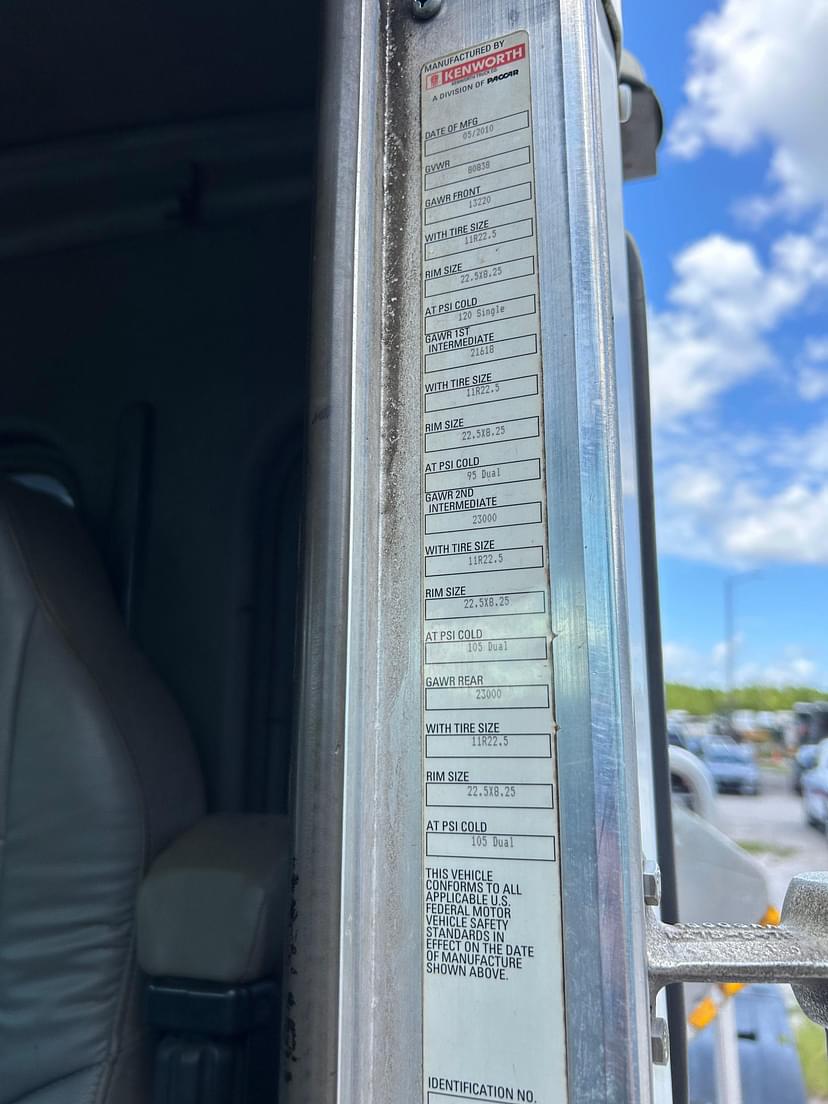 MANUFACTURED BY
KENWORTH
KENWORTH TRUCK CO.
A DIVISION OF PACCAR
DATE OF MFG
05/2010
GVWR
80838
GAWR FRONT
13220
WITH TIRE SIZE
11R22.5
RIM SIZE
22.5X8.25
AT PSI COLD
120 Single
GAWR 1ST
INTERMEDIATE
21618
WITH TIRE SIZE
11R22.5
RIM SIZE
22.5X8.25
AT PSI COLD
95 Dual
GAWR 2ND
INTERMEDIATE
23000
WITH TIRE SIZE
11R22.5
RIM SIZE
22.5X8.25
AT PSI COLD
105 Dual
GAWR REAR
23000
WITH TIRE SIZE
11R22.5
RIM SIZE
22.5X8.25
AT PSI COLD
105 Dual
THIS VEHICLE
CONFORMS TO ALL
APPLICABLE U.S.
FEDERAL MOTOR
VEHICLE SAFETY
STANDARDS IN
EFFECT ON THE DATE
OF MANUFACTURE
SHOWN ABOVE.
IDENTIFICATION NO.